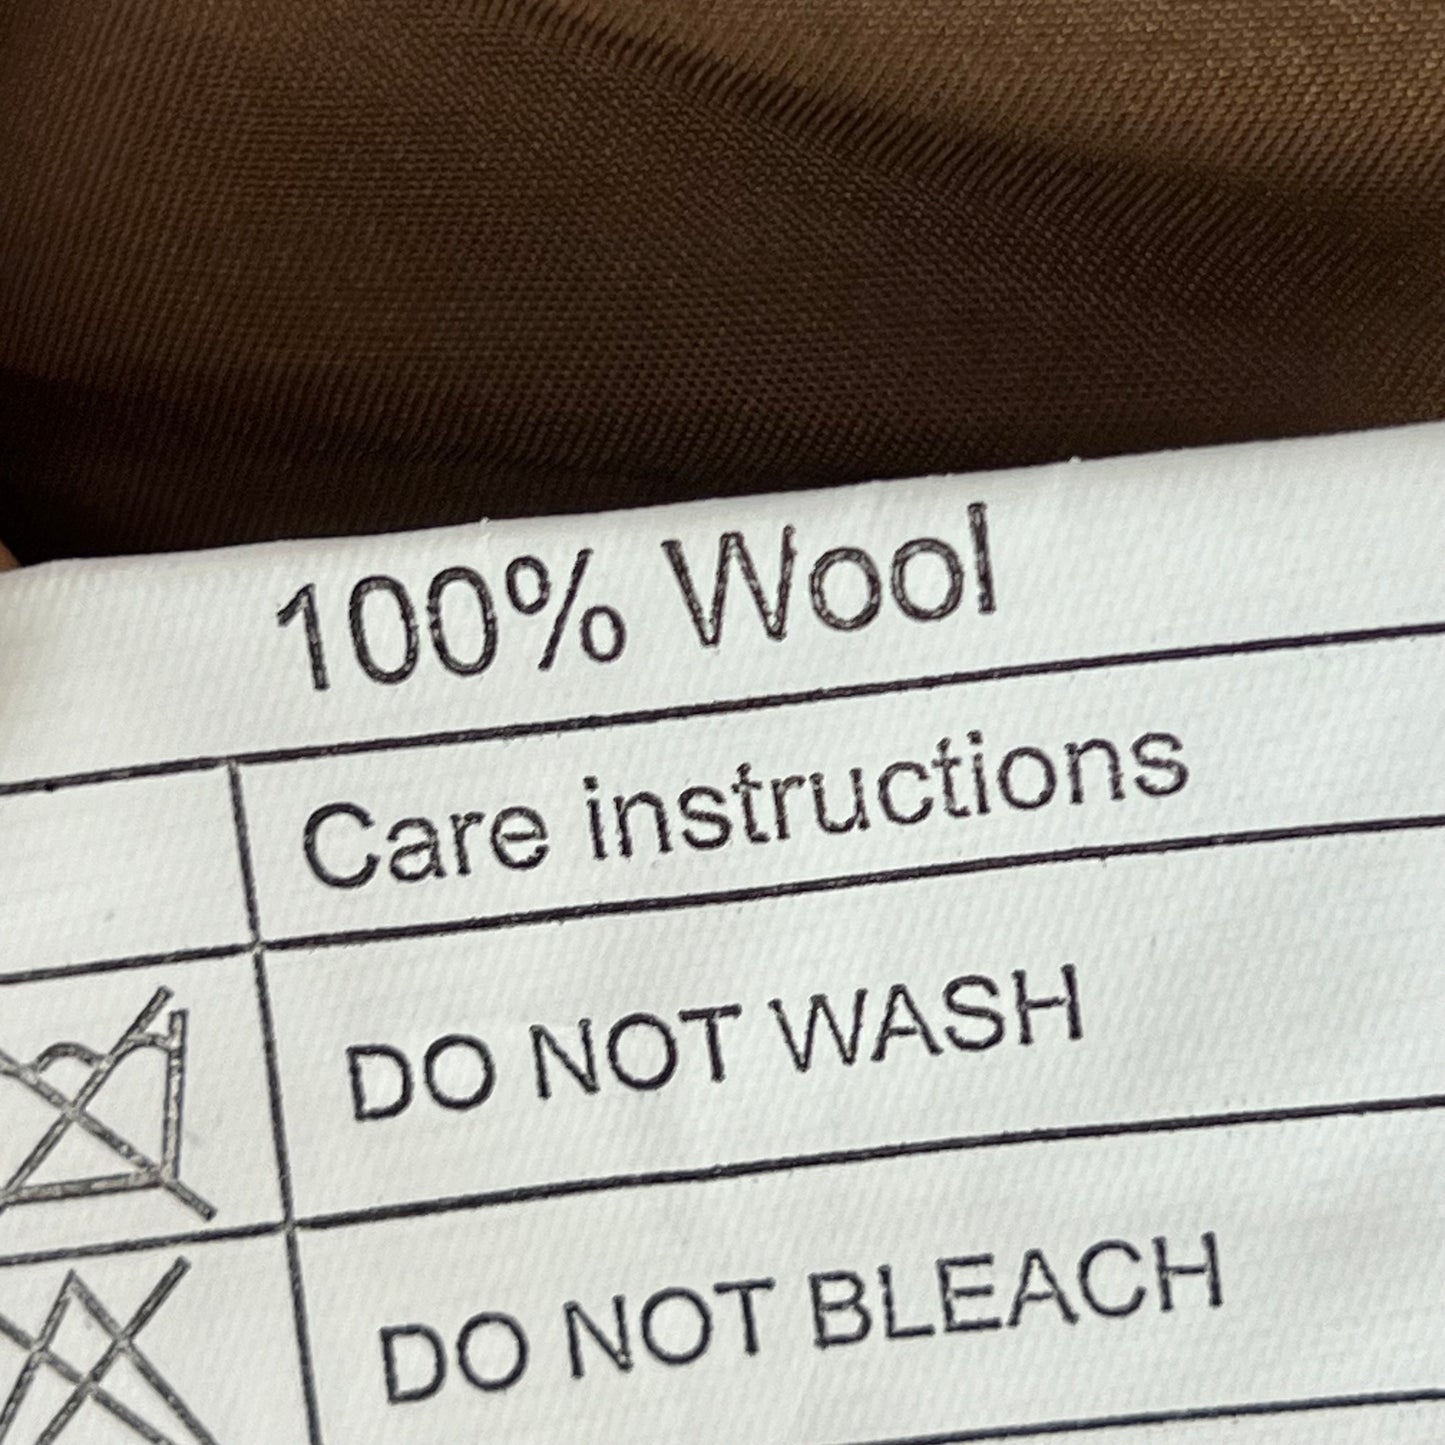 100% Wool
Care instructions
DO NOT WASH
DO NOT BLEACH